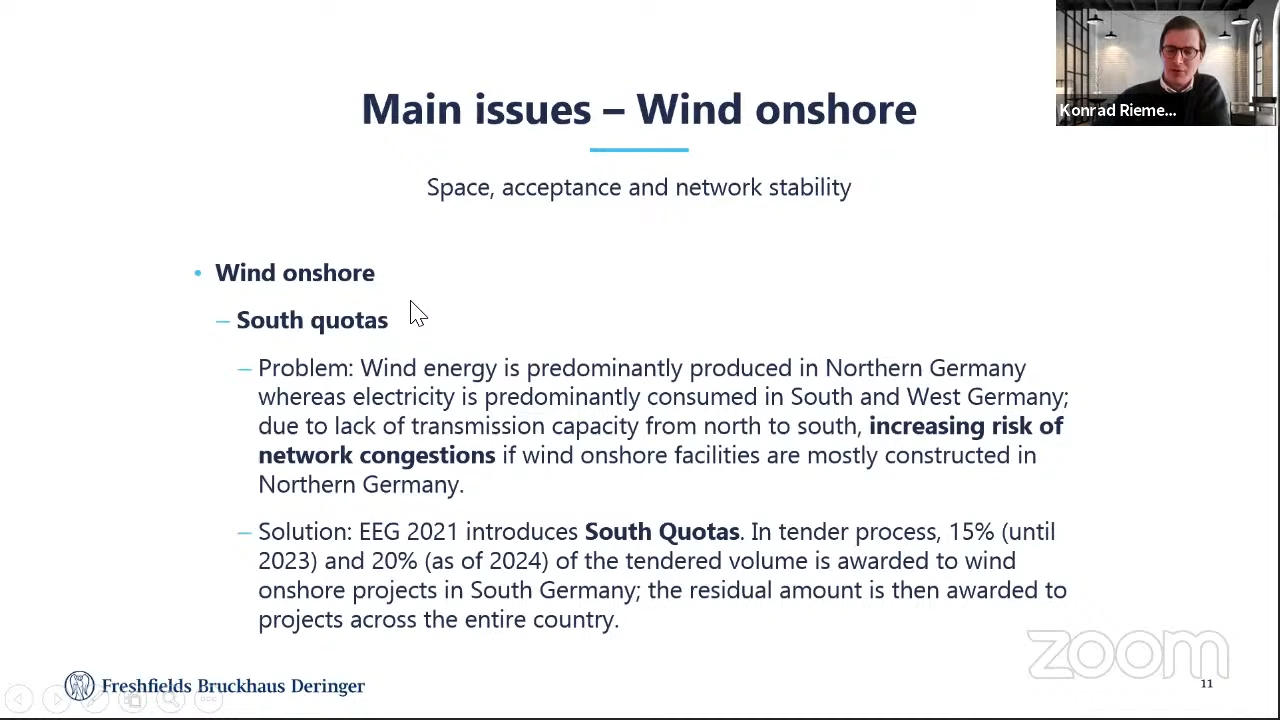 Main issues – Wind onshore
Space, acceptance and network stability
• Wind onshore
– South quotas
– Problem: Wind energy is predominantly produced in Northern Germany
whereas electricity is predominantly consumed in South and West Germany;
due to lack of transmission capacity from north to south, increasing risk of
network congestions if wind onshore facilities are mostly constructed in
Northern Germany.
– Solution: EEG 2021 introduces South Quotas. In tender process, 15% (until
2023) and 20% (as of 2024) of the tendered volume is awarded to wind
onshore projects in South Germany; the residual amount is then awarded to
projects across the entire country.
Freshfields Bruckhaus Deringer
11
zoom
Konrad Rieme...